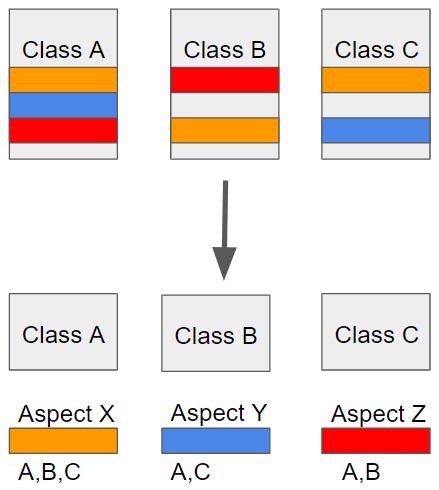 Class A
Class B
Class C
Class A
Class B
Class C
Aspect X
Aspect Y
Aspect Z
A,B,C
A,C
A,B